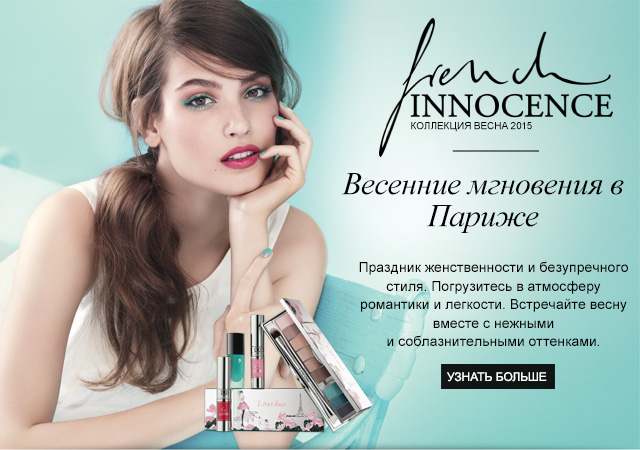 french
INNOCENCE
КОЛЛЕКЦИЯ ВЕСНА 2015
Весенние мгновения в
Париже
Праздник женственности и безупречного
стиля. Погрузитесь в атмосферу
романтики и легкости. Встречайте весну
вместе с нежными
и соблазнительными оттенками.
УЗНАТЬ БОЛЬШЕ